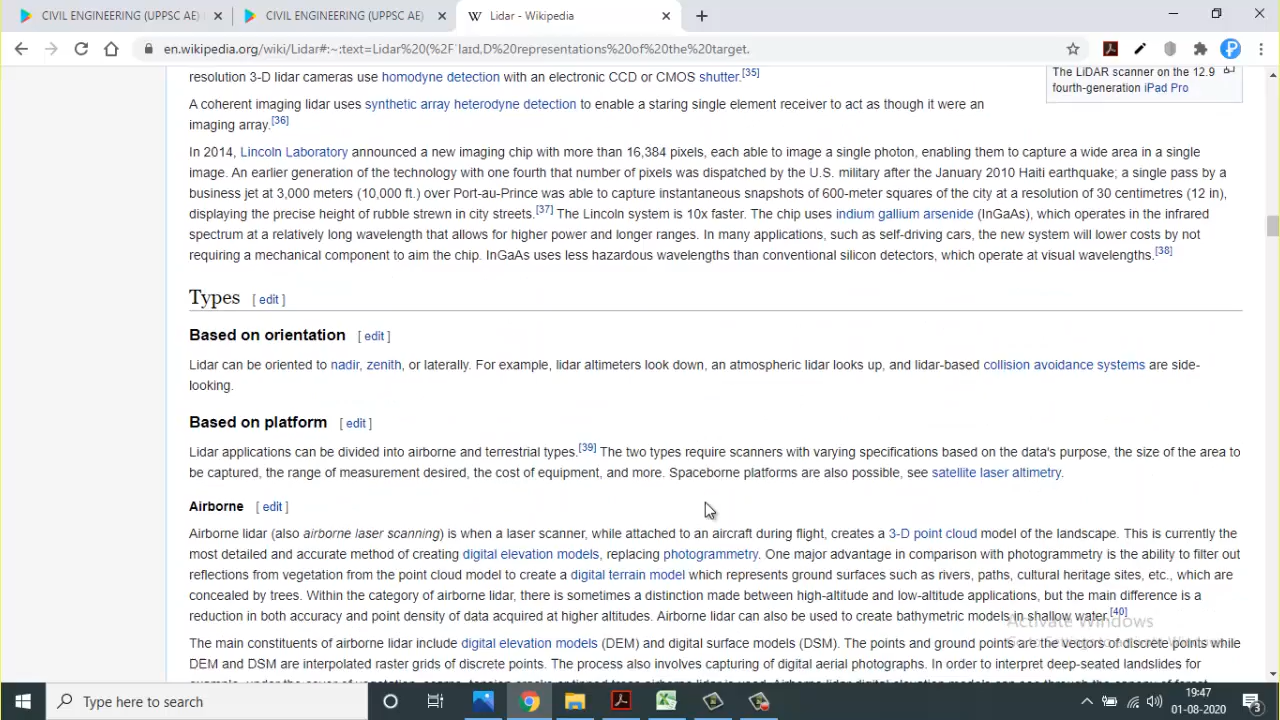 CIVIL ENGINEERING (UPPSC AE)
CIVIL ENGINEERING (UPPSC AE)
Lidar - Wikipedia
en.wikipedia.org/wiki/Lidar#:~:text=Lidar%20(%2F
D%20representations%20of%20the%20target.
resolution 3-D lidar cameras use homodyne detection with an electronic CCD or CMOS shutter.[35]
The LiDAR scanner on the 12.9
fourth-generation iPad Pro
A coherent imaging lidar uses synthetic array heterodyne detection to enable a staring single element receiver to act as though it were an
imaging array.[36]
In 2014, Lincoln Laboratory announced a new imaging chip with more than 16,384 pixels, each able to image a single photon, enabling them to capture a wide area in a single
image. An earlier generation of the technology with one fourth that number of pixels was dispatched by the U.S. military after the January 2010 Haiti earthquake; a single pass by a
business jet at 3,000 meters (10,000 ft.) over Port-au-Prince was able to capture instantaneous snapshots of 600-meter squares of the city at a resolution of 30 centimetres (12 in),
displaying the precise height of rubble strewn in city streets.[37] The Lincoln system is 10x faster. The chip uses indium gallium arsenide (InGaAs), which operates in the infrared
spectrum at a relatively long wavelength that allows for higher power and longer ranges. In many applications, such as self-driving cars, the new system will lower costs by not
requiring a mechanical component to aim the chip. InGaAs uses less hazardous wavelengths than conventional silicon detectors, which operate at visual wavelengths.[38]
Types [ edit ]
Based on orientation [ edit ]
Lidar can be oriented to nadir, zenith, or laterally. For example, lidar altimeters look down, an atmospheric lidar looks up, and lidar-based collision avoidance systems are side-
looking.
Based on platform [ edit ]
Lidar applications can be divided into airborne and terrestrial types.[39] The two types require scanners with varying specifications based on the data's purpose, the size of the area to
be captured, the range of measurement desired, the cost of equipment, and more. Spaceborne platforms are also possible, see satellite laser altimetry.
Airborne [ edit ]
Airborne lidar (also airborne laser scanning) is when a laser scanner, while attached to an aircraft during flight, creates a 3-D point cloud model of the landscape. This is currently the
most detailed and accurate method of creating digital elevation models, replacing photogrammetry. One major advantage in comparison with photogrammetry is the ability to filter out
reflections from vegetation from the point cloud model to create a digital terrain model which represents ground surfaces such as rivers, paths, cultural heritage sites, etc., which are
concealed by trees. Within the category of airborne lidar, there is sometimes a distinction made between high-altitude and low-altitude applications, but the main difference is a
reduction in both accuracy and point density of data acquired at higher altitudes. Airborne lidar can also be used to create bathymetric models in shallow water.[40]
Activate Windows
The main constituents of airborne lidar include digital elevation models (DEM) and digital surface models (DSM). The points and ground points are the vectors of discrete points while
DEM and DSM are interpolated raster grids of discrete points. The process also involves capturing of digital aerial photographs. In order to interpret deep-seated landslides for
Type here to search
19:47
01-08-2020
3